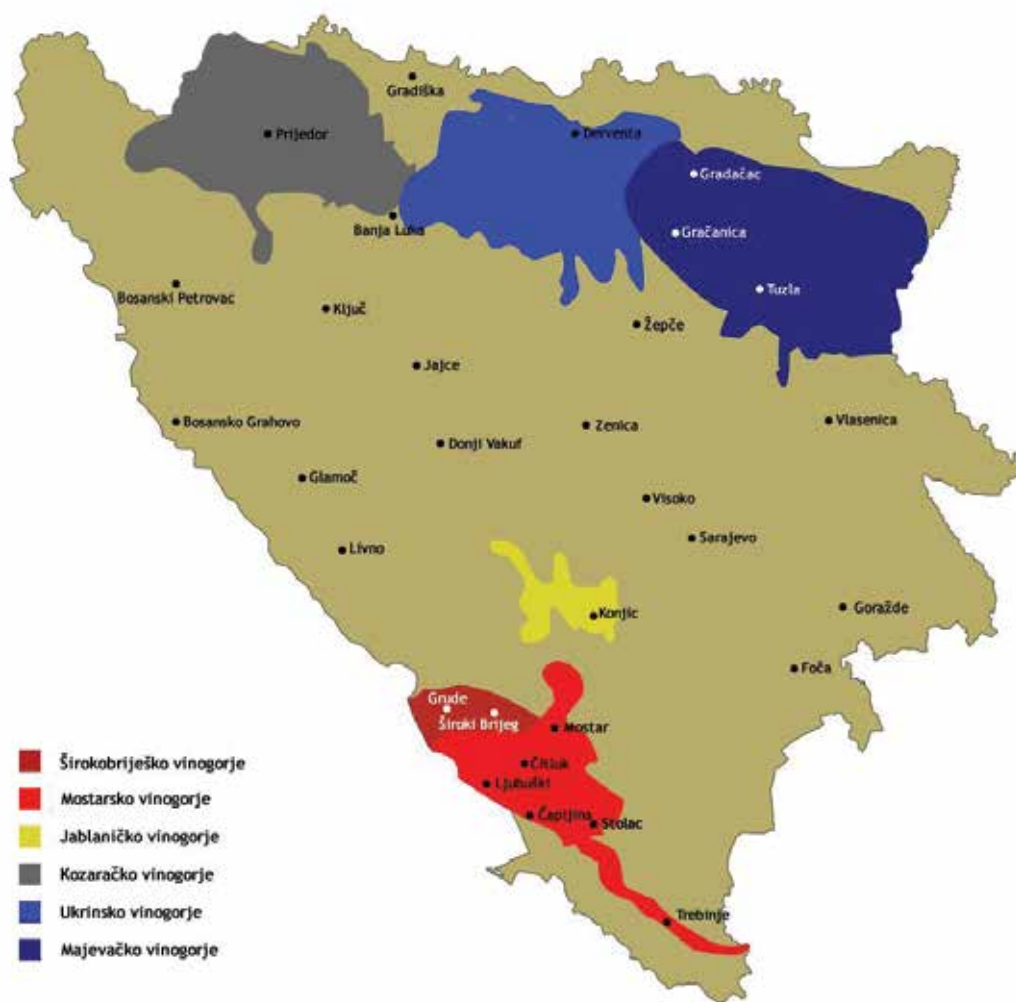 Gradiška
Prijedor
Derventa
Gradačac
Banja Luka
Gračanica
Bosanski Petrovac
Tuzla
Ključ
Žepče
Jajce
Bosansko Grahovo
Zenica
Vlasenica
Donji Vakuf
Glamoč
Visoko
Sarajevo
Livno
Konjic
Goražde
Foča
Grude
Široki Brijeg
Mostar
Čitluk
Ljubuški
Čapljina
Stolac
Trebinje
Širokobriješko vinogorje
Mostarsko vinogorje
Jablaničko vinogorje
Kozaračko vinogorje
Ukrinsko vinogorje
Majevačko vinogorje